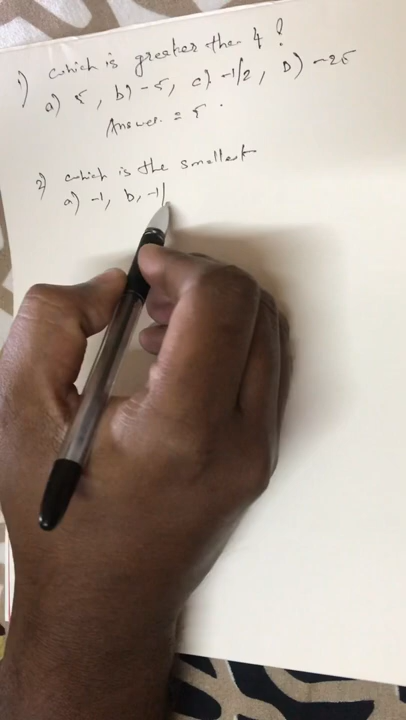 1) which is greater then 4 ?
a) 5, b) -5, c) -1/2, D) -25
Answer = 5.
2) which is the smallest
a) -1, b, -1/